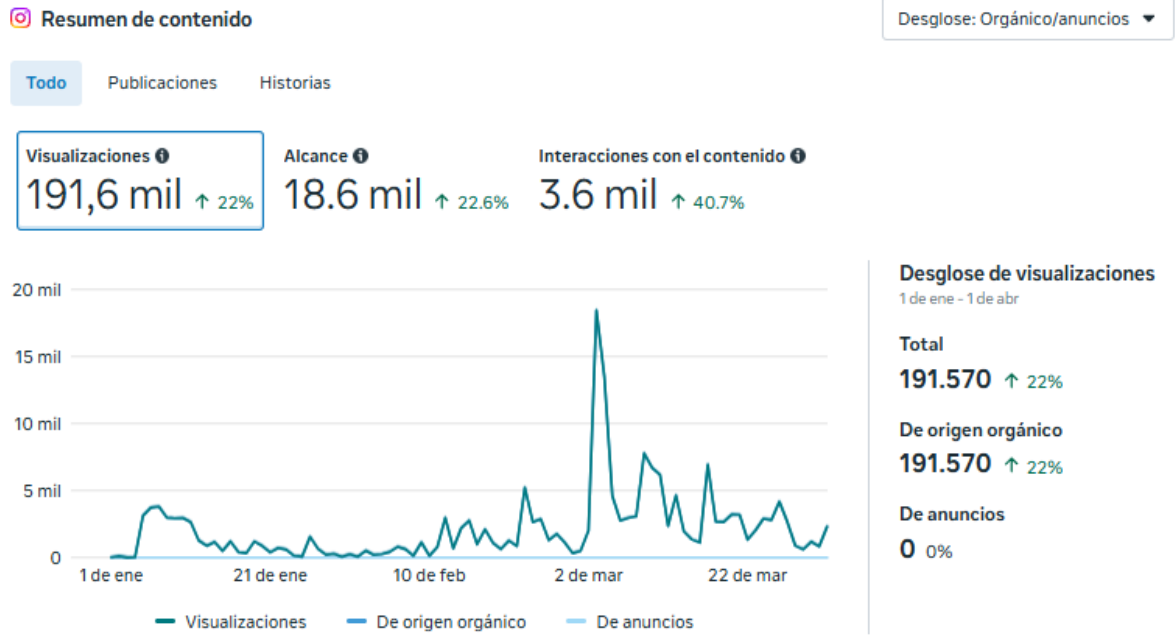 Resumen de contenido
Desglose: Orgánico/anuncios
Todo Publicaciones Historias
Visualizaciones Alcance Interacciones con el contenido
191,6 mil ↑ 22% 18.6 mil ↑ 22.6% 3.6 mil ↑ 40.7%
20 mil
15 mil
10 mil
5 mil
0
1 de ene 21 de ene 10 de feb 2 de mar 22 de mar
Visualizaciones De origen orgánico De anuncios
Desglose de visualizaciones
1 de ene - 1 de abr
Total
191.570 ↑ 22%
De origen orgánico
191.570 ↑ 22%
De anuncios
0 0%